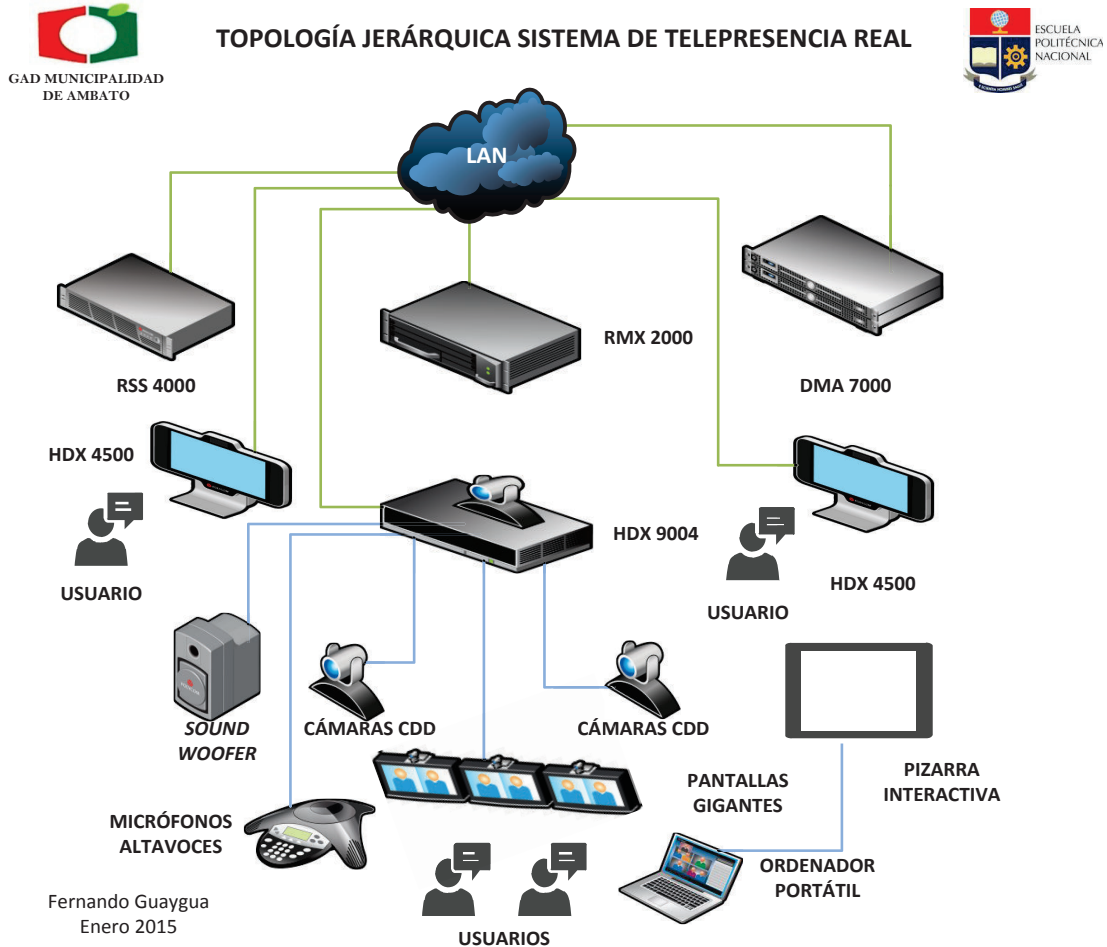 TOPOLOGÍA JERÁRQUICA SISTEMA DE TELEPRESENCIA REAL
GAD MUNICIPALIDAD
DE AMBATO
ESCUELA
POLITÉCNICA
NACIONAL
LAN
RSS 4000
RMX 2000
DMA 7000
HDX 4500
USUARIO
HDX 9004
HDX 4500
USUARIO
SOUND
WOOFER
CÁMARAS CDD
CÁMARAS CDD
PANTALLAS
GIGANTES
PIZARRA
INTERACTIVA
MICRÓFONOS
ALTAVOCES
ORDENADOR
PORTÁTIL
USUARIOS
Fernando Guaygua
Enero 2015